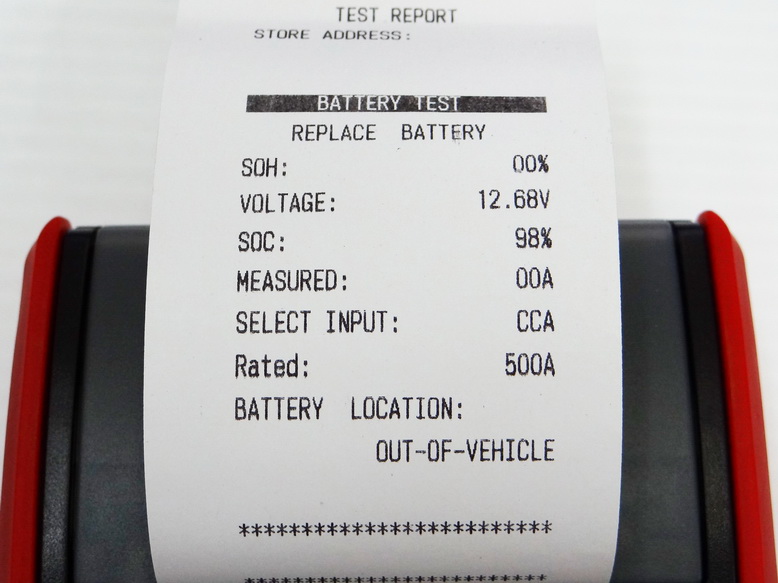 TEST REPORT
STORE ADDRESS:
BATTERY TEST
REPLACE BATTERY
SOH: 00%
VOLTAGE: 12.68V
SOC: 98%
MEASURED: 00A
SELECT INPUT: CCA
Rated: 500A
BATTERY LOCATION:
OUT-OF-VEHICLE
*************************
*************************